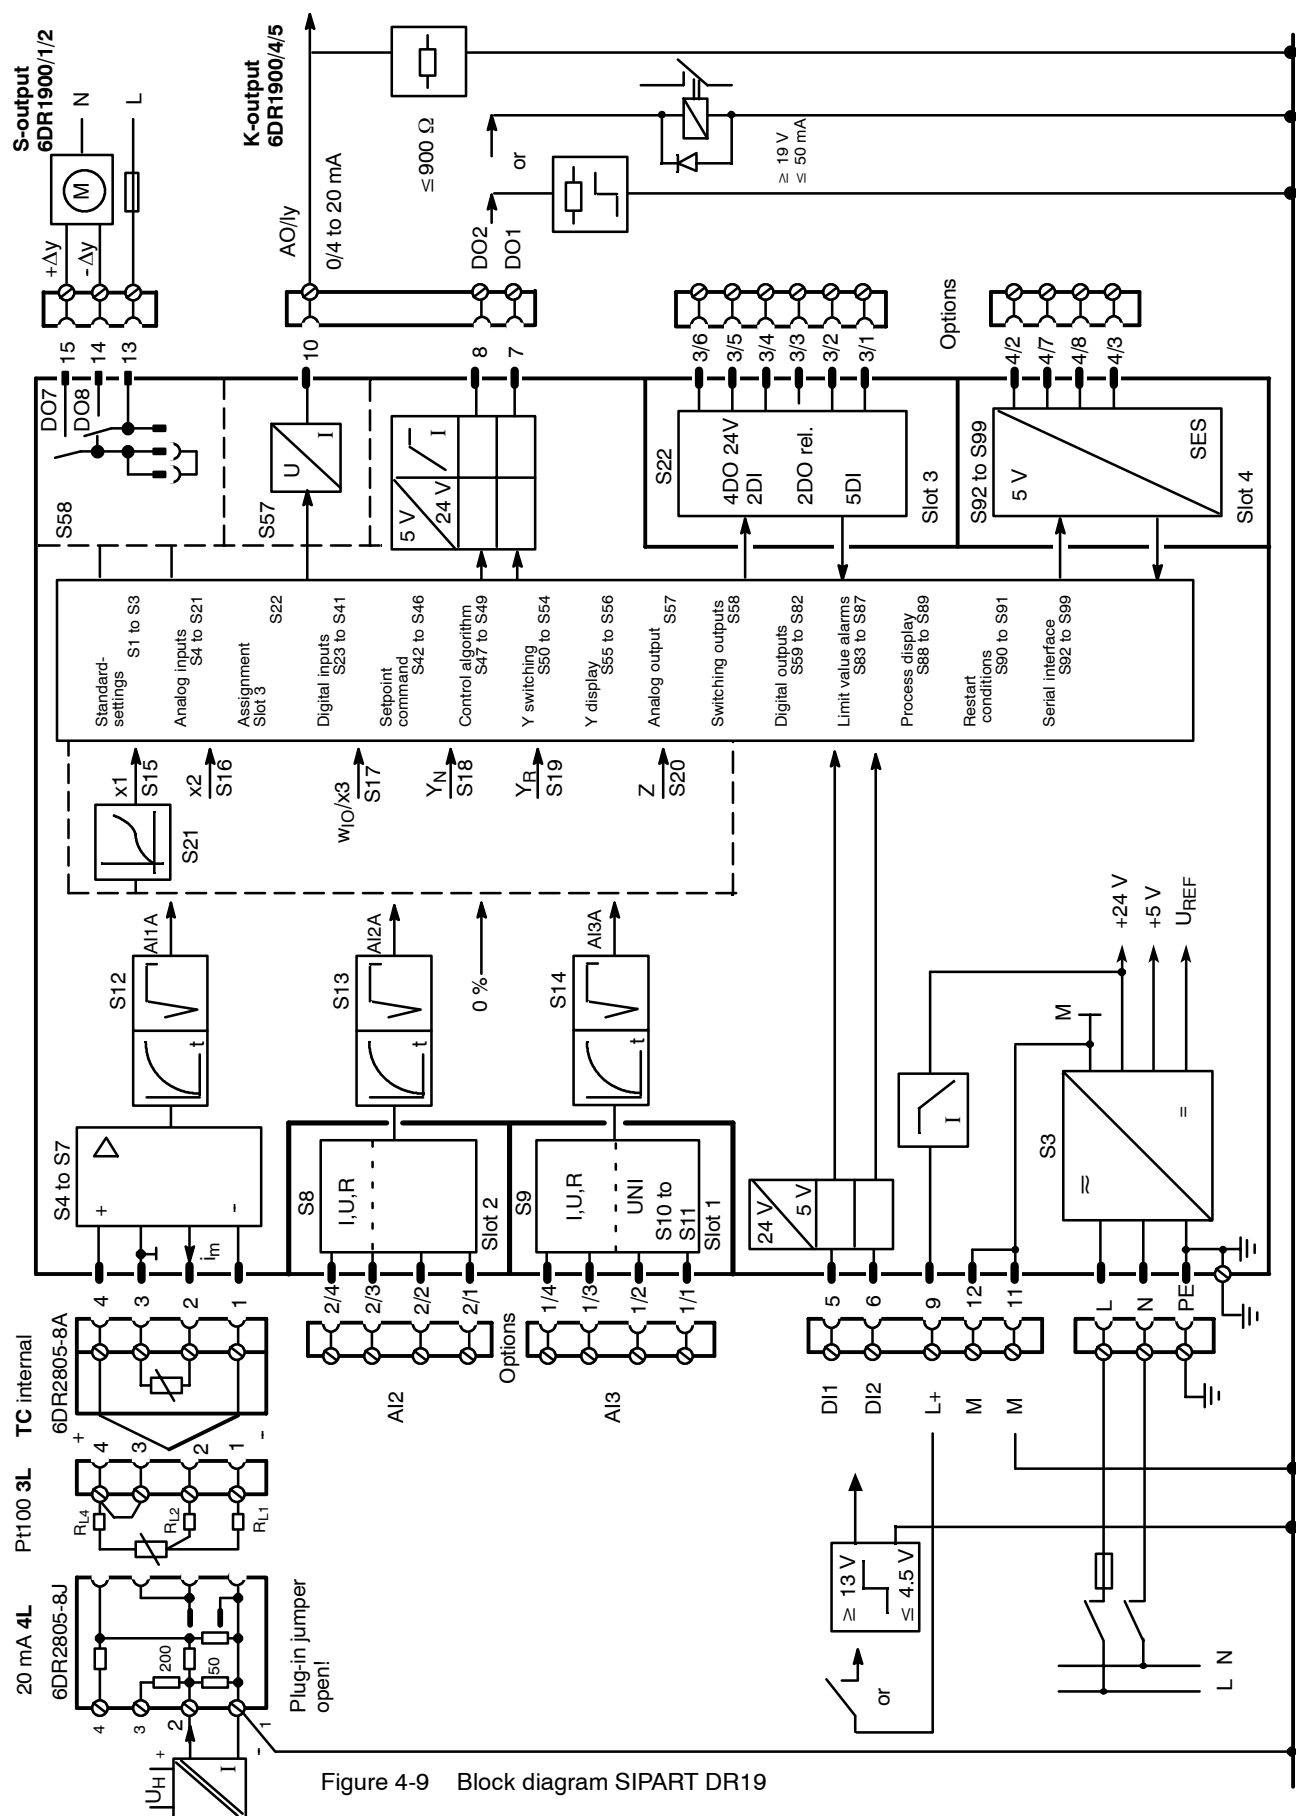 S-output
6DR1900/1/2
N
L
M
+Δy
-Δy
15
14
13
DO7
DO8
S58
K-output
6DR1900/4/5
AO/Iy
0/4 to 20 mA
≤ 900 Ω
or
≥ 19 V
≤ 50 mA
DO2
DO1
10
8
7
S57
U
I
5 V
24 V
I
3/6
3/5
3/4
3/3
3/2
3/1
Options
4/2
4/7
4/8
4/3
S22
4DO 24V
2DI
2DO rel.
5DI
Slot 3
S92 to S99
5 V
SES
Slot 4
Standard-
settings
S1 to S3
Analog inputs
S4 to S21
Assignment
Slot 3
S22
Digital inputs
S23 to S41
Setpoint
command
S42 to S46
Control algorithm
S47 to S49
Y switching
S50 to S54
Y display
S55 to S56
Analog output
S57
Switching outputs
S58
Digital outputs
S59 to S82
Limit value alarms
S83 to S87
Process display
S88 to S89
Restart
conditions
S90 to S91
Serial interface
S92 to S99
x1
S15
x2
S16
wIO/x3
S17
YN
S18
YR
S19
Z
S20
S21
AI1A
AI2A
0 %
AI3A
S12
t
S13
t
S14
t
S4 to S7
+
-
im
S8
I,U,R
Slot 2
S9
I,U,R
UNI
S10 to
S11
Slot 1
24 V
5 V
I
M
+24 V
+5 V
UREF
S3
≈
=
4
3
2
1
2/4
2/3
2/2
2/1
Options
1/4
1/3
1/2
1/1
AI2
AI3
5
6
9
12
11
L
N
PE
DI1
DI2
L+
M
M
TC internal
6DR2805-8A
Pt100 3L
+
4
3
2
1
-
RL4
RL2
RL1
20 mA 4L
6DR2805-8J
200
50
Plug-in jumper
open!
4
3
2
1
UH
+
-
I
≥ 13 V
≤ 4.5 V
or
L
N
Figure 4-9 Block diagram SIPART DR19